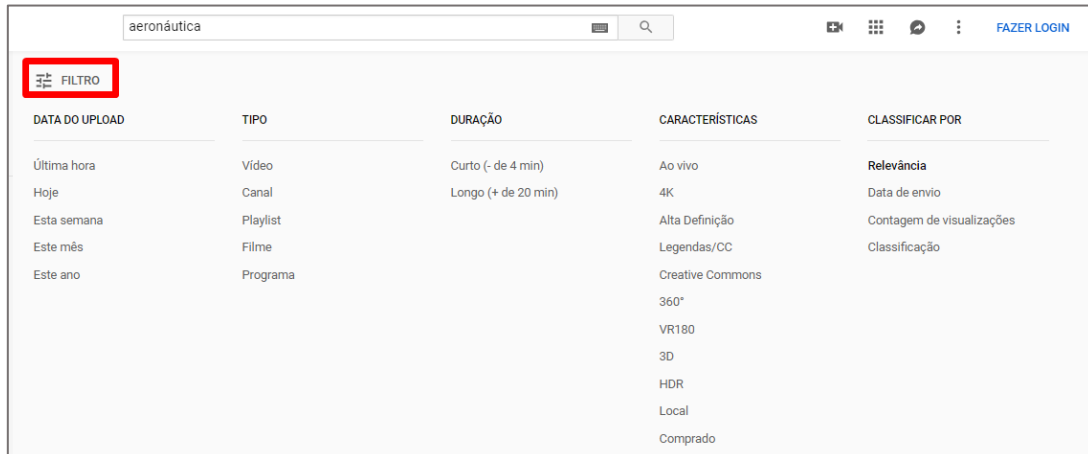 aeronáutica
FAZER LOGIN
FILTRO
DATA DO UPLOAD
Última hora
Hoje
Esta semana
Este mês
Este ano
TIPO
Vídeo
Canal
Playlist
Filme
Programa
DURAÇÃO
Curto (- de 4 min)
Longo (+ de 20 min)
CARACTERÍSTICAS
Ao vivo
4K
Alta Definição
Legendas/CC
Creative Commons
360°
VR180
3D
HDR
Local
Comprado
CLASSIFICAR POR
Relevância
Data de envio
Contagem de visualizações
Classificação